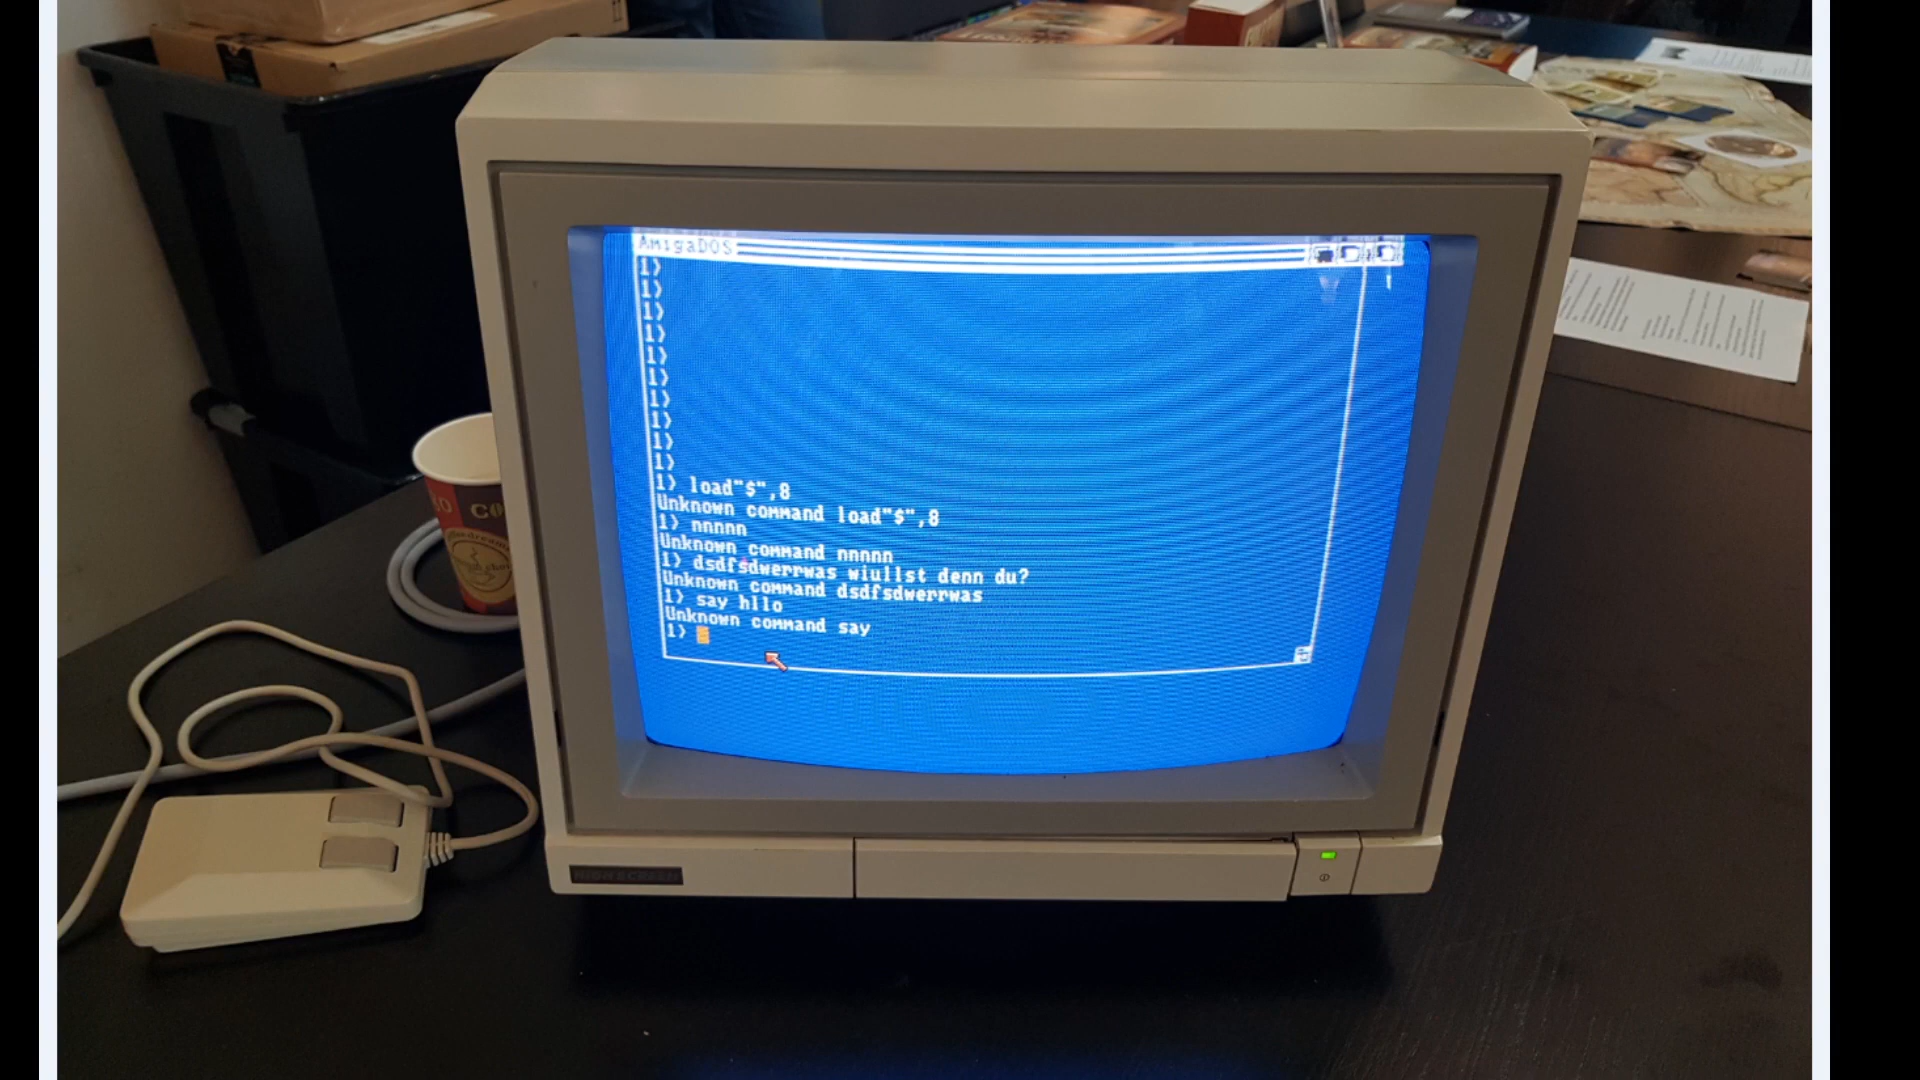 AmigaDOS
1>
1>
1>
1>
1>
1>
1>
1>
1>
1>
1> load"$",8
Unknown command load"$",8
1> nnnnn
Unknown command nnnnn
1> dsdfsdwerrwas wiullst denn du?
Unknown command dsdfsdwerrwas
1> say hllo
Unknown command say
1>
HIGHSCREEN